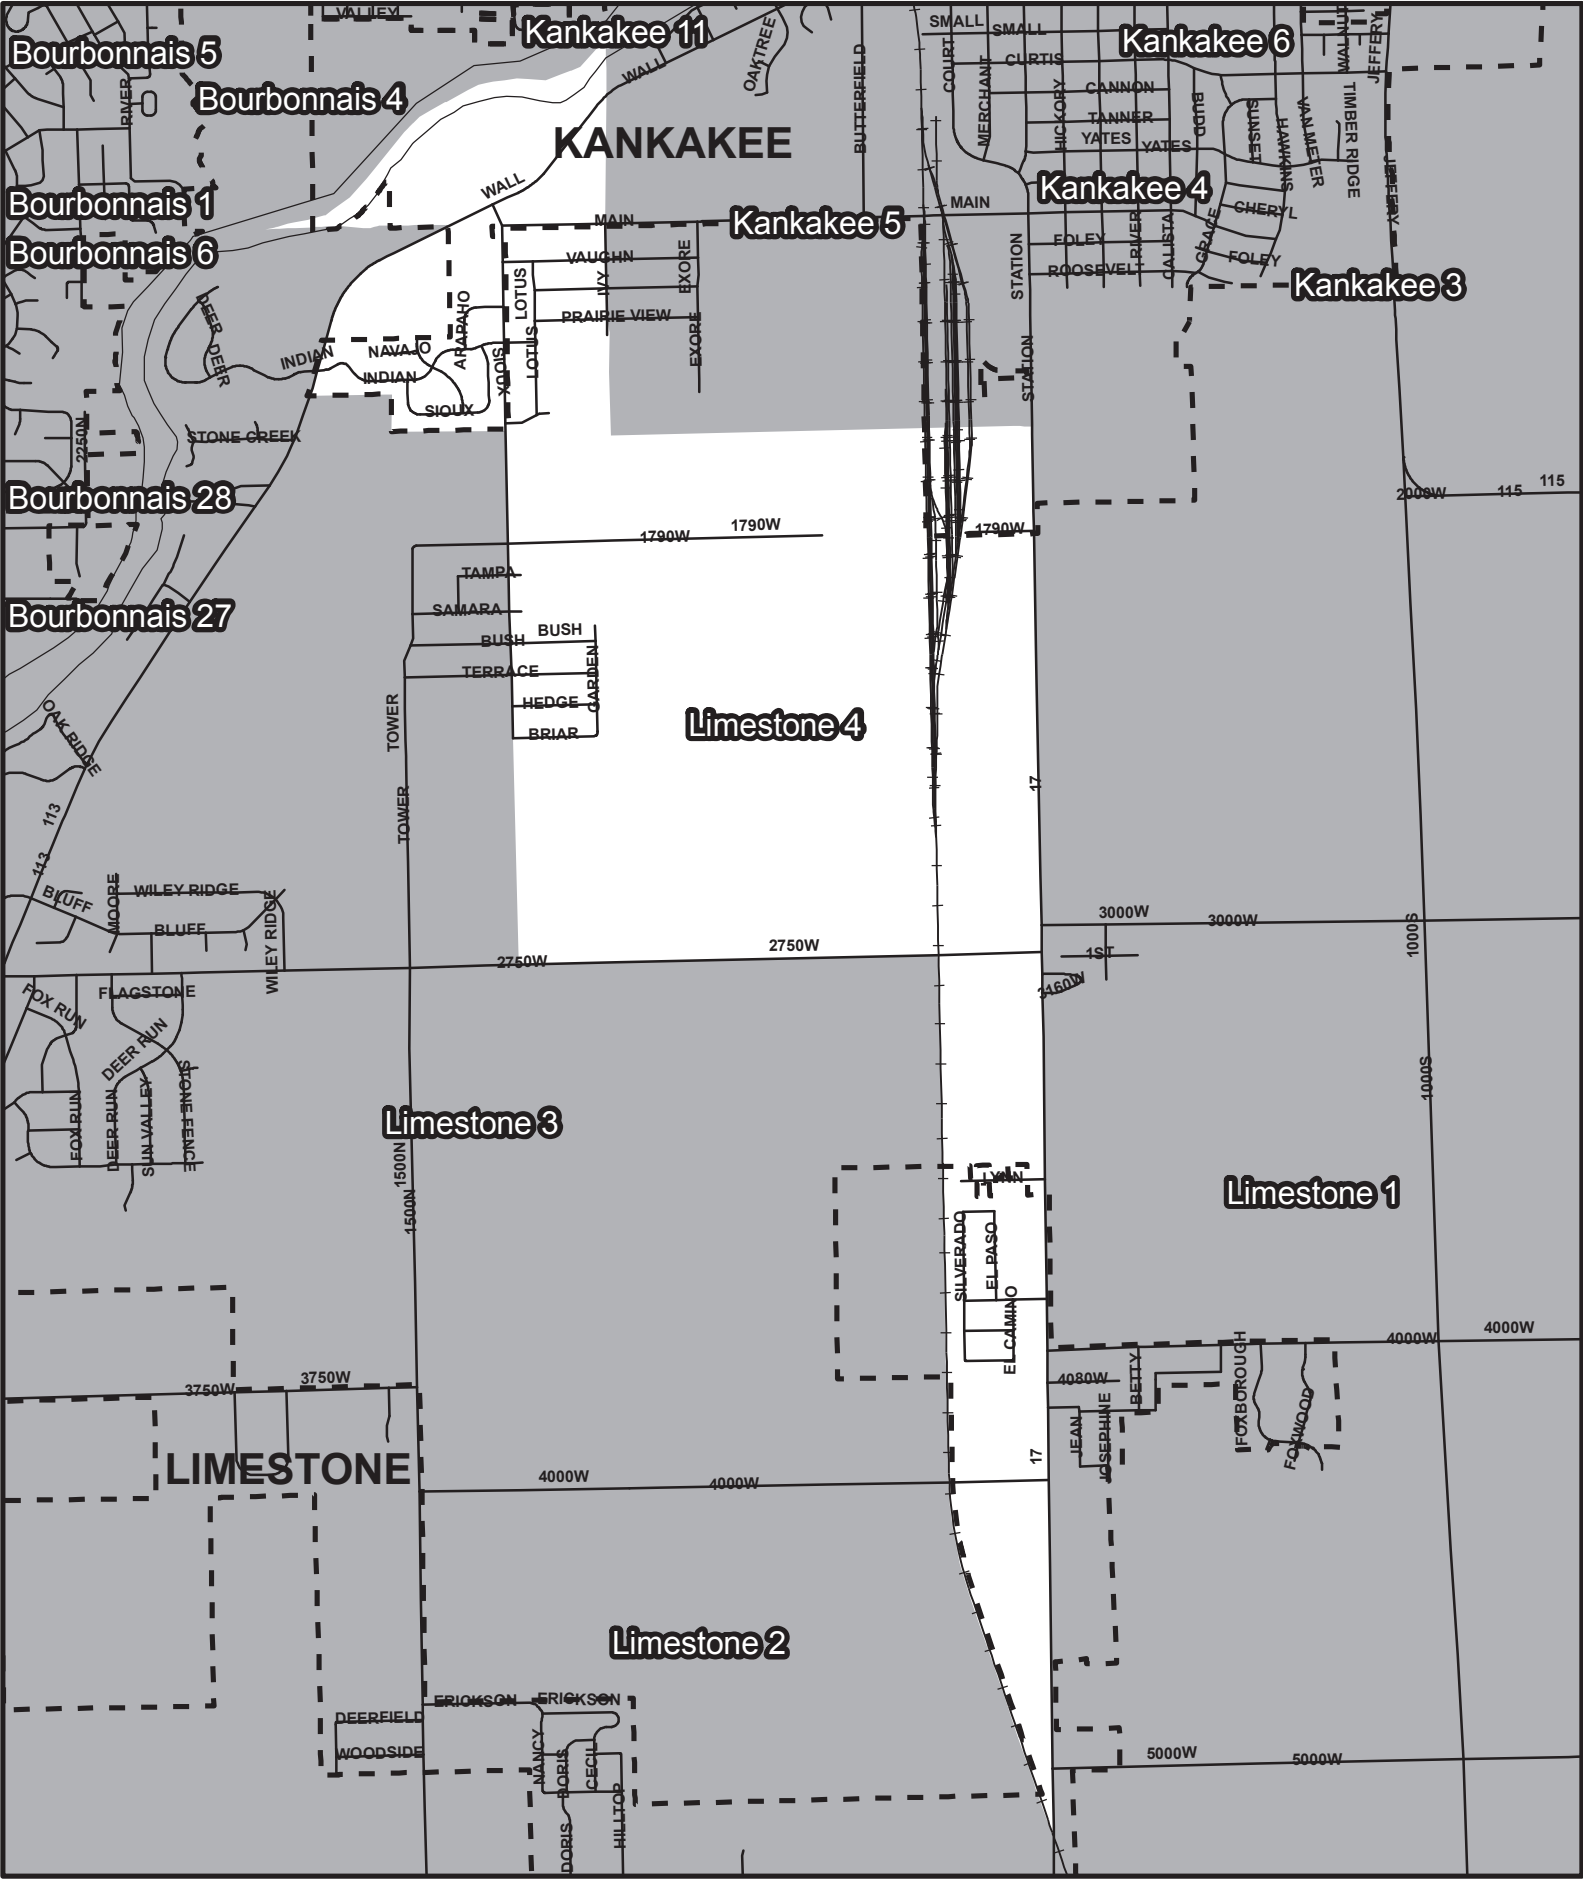 VALLEY
Kankakee 11
SMALL
SMALL
Kankakee 6
JEFFERY
Bourbonnais 5
WALL
OAKTREE
BUTTERFIELD
COURT
CURTIS
RIVER
Bourbonnais 4
MERCHANT
HICKORY
CANNON
BUDD
SUNSET
VAN METER
TIMBER RIDGE
TANNER
KANKAKEE
YATES
YATES
HAWKINS
JEFFERY
WALL
Kankakee 4
Bourbonnais 1
MAIN
Kankakee 5
MAIN
CHERYL
Bourbonnais 6
VAUGHN
EXORE
STATION
FOLEY
RIVER
CALISTA
GRACE
FOLEY
ROOSEVEL
Kankakee 3
LOTUS
IVY
DEER
ARAPAHO
PRAIRIE VIEW
DEER
INDIAN
NAVAJO
INDIAN
SIOUX
LOTUS
EXORE
STATION
SIOUX
2250N
STONE CREEK
Bourbonnais 28
2000W
115
115
1790W
1790W
1790W
TAMPA
SAMARA
Bourbonnais 27
BUSH
BUSH
TERRACE
GARDEN
HEDGE
BRIAR
TOWER
OAK RIDGE
Limestone 4
17
TOWER
113
113
BLUFF
MOORE
WILEY RIDGE
BLUFF
WILEY RIDGE
3000W
3000W
1000S
2750W
2750W
1ST
3160W
FOX RUN
FLAGSTONE
DEER RUN
FOX RUN
DEER RUN
SUN VALLEY
STONE FENCE
1000S
Limestone 3
1500N
1500N
LYNN
Limestone 1
SILVERADO
EL PASO
EL CAMINO
4000W
4000W
3750W
3750W
4080W
BETTY
FOXBOROUGH
FOXWOOD
JEAN
JOSEPHINE
LIMESTONE
17
4000W
4000W
Limestone 2
ERICKSON
ERICKSON
DEERFIELD
WOODSIDE
NANCY
DORIS
CECIL
HILLTOP
DORIS
5000W
5000W